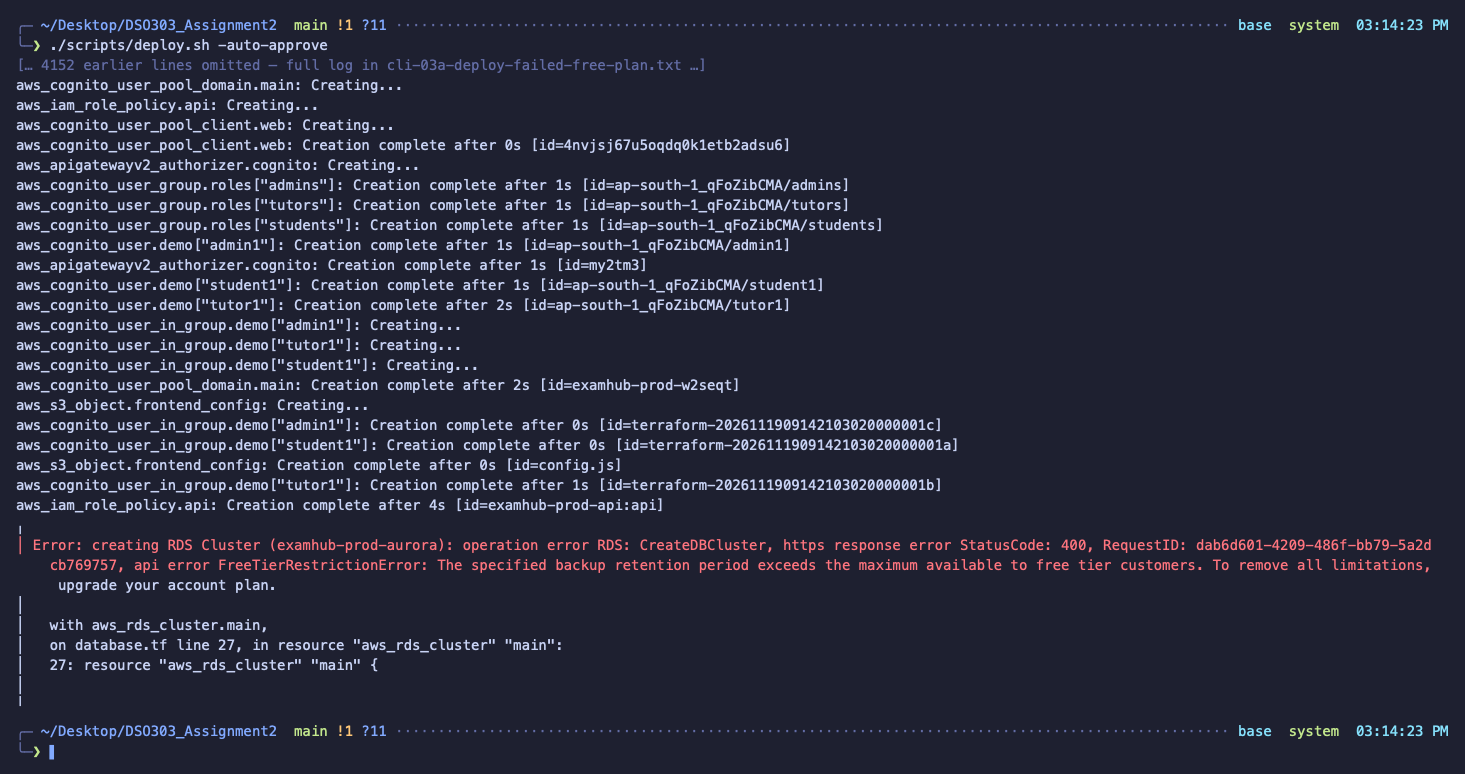 ~/Desktop/DSO303_Assignment2 main !1 ?11 base system 03:14:23 PM
❯ ./scripts/deploy.sh -auto-approve
[… 4152 earlier lines omitted — full log in cli-03a-deploy-failed-free-plan.txt …]
aws_cognito_user_pool_domain.main: Creating...
aws_iam_role_policy.api: Creating...
aws_cognito_user_pool_client.web: Creating...
aws_cognito_user_pool_client.web: Creation complete after 0s [id=4nvjsj67u5oqdq0k1etb2adsu6]
aws_apigatewayv2_authorizer.cognito: Creating...
aws_cognito_user_group.roles["admins"]: Creation complete after 1s [id=ap-south-1_qFoZibCMA/admins]
aws_cognito_user_group.roles["tutors"]: Creation complete after 1s [id=ap-south-1_qFoZibCMA/tutors]
aws_cognito_user_group.roles["students"]: Creation complete after 1s [id=ap-south-1_qFoZibCMA/students]
aws_cognito_user.demo["admin1"]: Creation complete after 1s [id=ap-south-1_qFoZibCMA/admin1]
aws_apigatewayv2_authorizer.cognito: Creation complete after 1s [id=my2tm3]
aws_cognito_user.demo["student1"]: Creation complete after 1s [id=ap-south-1_qFoZibCMA/student1]
aws_cognito_user.demo["tutor1"]: Creation complete after 2s [id=ap-south-1_qFoZibCMA/tutor1]
aws_cognito_user_in_group.demo["admin1"]: Creating...
aws_cognito_user_in_group.demo["tutor1"]: Creating...
aws_cognito_user_in_group.demo["student1"]: Creating...
aws_cognito_user_pool_domain.main: Creation complete after 2s [id=examhub-prod-w2seqt]
aws_s3_object.frontend_config: Creating...
aws_cognito_user_in_group.demo["admin1"]: Creation complete after 0s [id=terraform-2026111909142103020000001c]
aws_cognito_user_in_group.demo["student1"]: Creation complete after 0s [id=terraform-2026111909142103020000001a]
aws_s3_object.frontend_config: Creation complete after 0s [id=config.js]
aws_cognito_user_in_group.demo["tutor1"]: Creation complete after 1s [id=terraform-2026111909142103020000001b]
aws_iam_role_policy.api: Creation complete after 4s [id=examhub-prod-api:api]
Error: creating RDS Cluster (examhub-prod-aurora): operation error RDS: CreateDBCluster, https response error StatusCode: 400, RequestID: dab6d601-4209-486f-bb79-5a2d
cb769757, api error FreeTierRestrictionError: The specified backup retention period exceeds the maximum available to free tier customers. To remove all limitations,
upgrade your account plan.
with aws_rds_cluster.main,
on database.tf line 27, in resource "aws_rds_cluster" "main":
27: resource "aws_rds_cluster" "main" {
~/Desktop/DSO303_Assignment2 main !1 ?11 base system 03:14:23 PM
❯